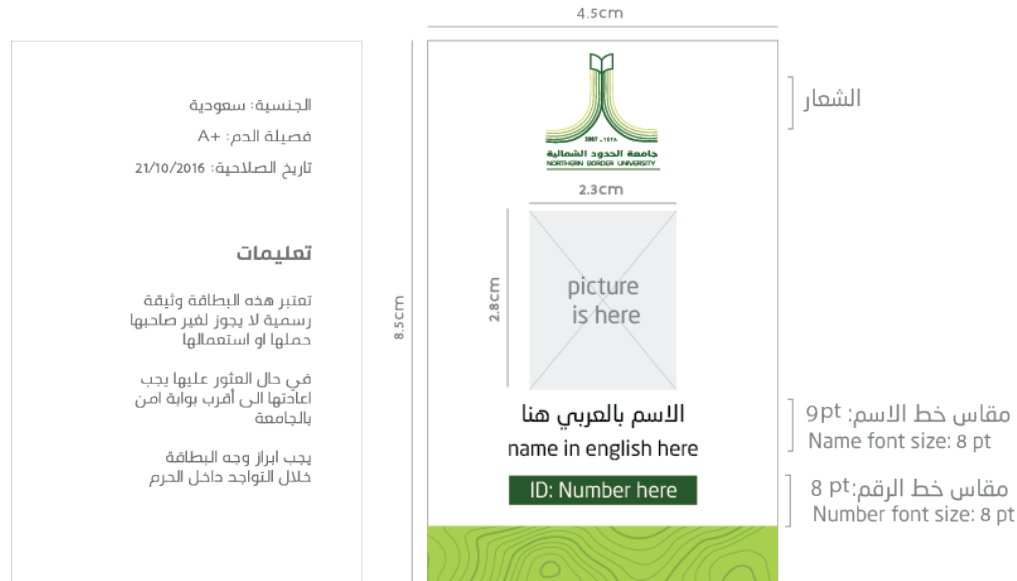 4.5cm
الشعار
2007 _ ١٤٢٨
جامعة الحدود الشمالية
NORTHERN BORDER UNIVERSITY
2.3cm
2.8cm
8.5cm
picture
is here
الاسم بالعربي هنا
name in english here
ID: Number here
مقاس خط الاسم: 9pt
Name font size: 8 pt
مقاس خط الرقم: 8 pt
Number font size: 8 pt
الجنسية: سعودية
فصيلة الدم: +A
تاريخ الصلاحية: 21/10/2016
تعليمات
تعتبر هذه البطاقة وثيقة
رسمية لا يجوز لغير صاحبها
حملها او استعمالها
في حال العثور عليها يجب
اعادتها الى أقرب بوابة امن
بالجامعة
يجب ابراز وجه البطاقة
خلال التواجد داخل الحرم